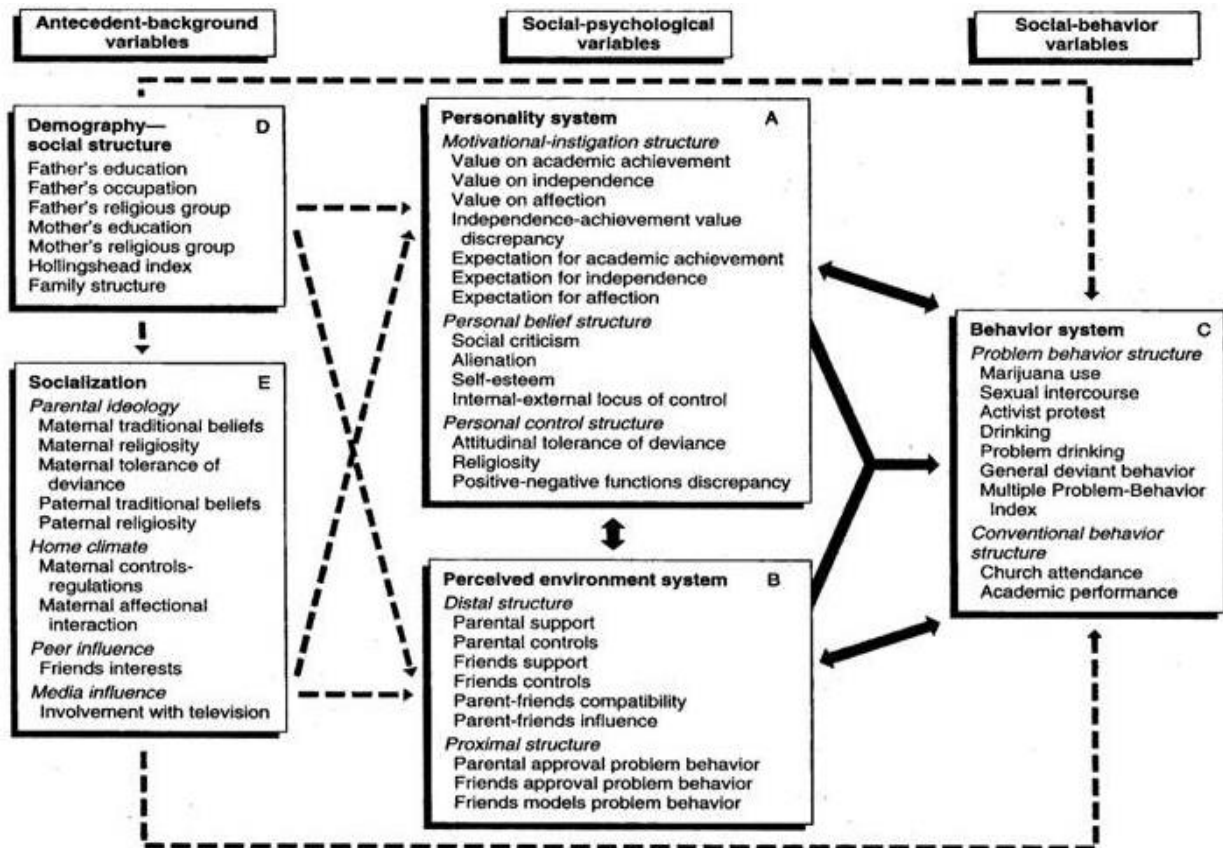 Antecedent-background
variables
Social-psychological
variables
Social-behavior
variables
Demography—
social structure
D
Father's education
Father's occupation
Father's religious group
Mother's education
Mother's religious group
Hollingshead index
Family structure
Socialization
E
Parental ideology
Maternal traditional beliefs
Maternal religiosity
Maternal tolerance of
deviance
Paternal traditional beliefs
Paternal religiosity
Home climate
Maternal controls-
regulations
Maternal affectional
interaction
Peer influence
Friends interests
Media influence
Involvement with television
Personality system
A
Motivational-instigation structure
Value on academic achievement
Value on independence
Value on affection
Independence-achievement value
discrepancy
Expectation for academic achievement
Expectation for independence
Expectation for affection
Personal belief structure
Social criticism
Alienation
Self-esteem
Internal-external locus of control
Personal control structure
Attitudinal tolerance of deviance
Religiosity
Positive-negative functions discrepancy
Perceived environment system
B
Distal structure
Parental support
Parental controls
Friends support
Friends controls
Parent-friends compatibility
Parent-friends influence
Proximal structure
Parental approval problem behavior
Friends approval problem behavior
Friends models problem behavior
Behavior system
C
Problem behavior structure
Marijuana use
Sexual intercourse
Activist protest
Drinking
Problem drinking
General deviant behavior
Multiple Problem-Behavior
Index
Conventional behavior
structure
Church attendance
Academic performance